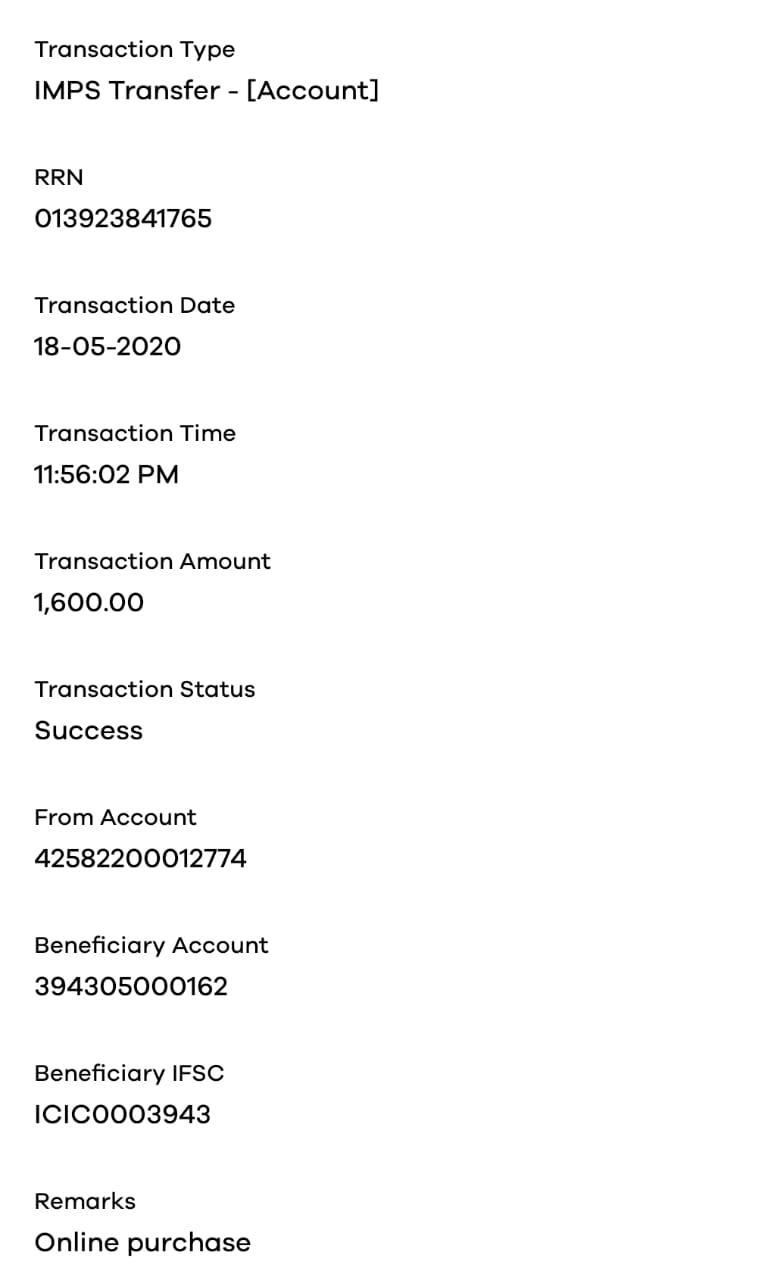 Transaction Type
IMPS Transfer - [Account]
RRN
013923841765
Transaction Date
18-05-2020
Transaction Time
11:56:02 PM
Transaction Amount
1,600.00
Transaction Status
Success
From Account
42582200012774
Beneficiary Account
394305000162
Beneficiary IFSC
ICIC0003943
Remarks
Online purchase